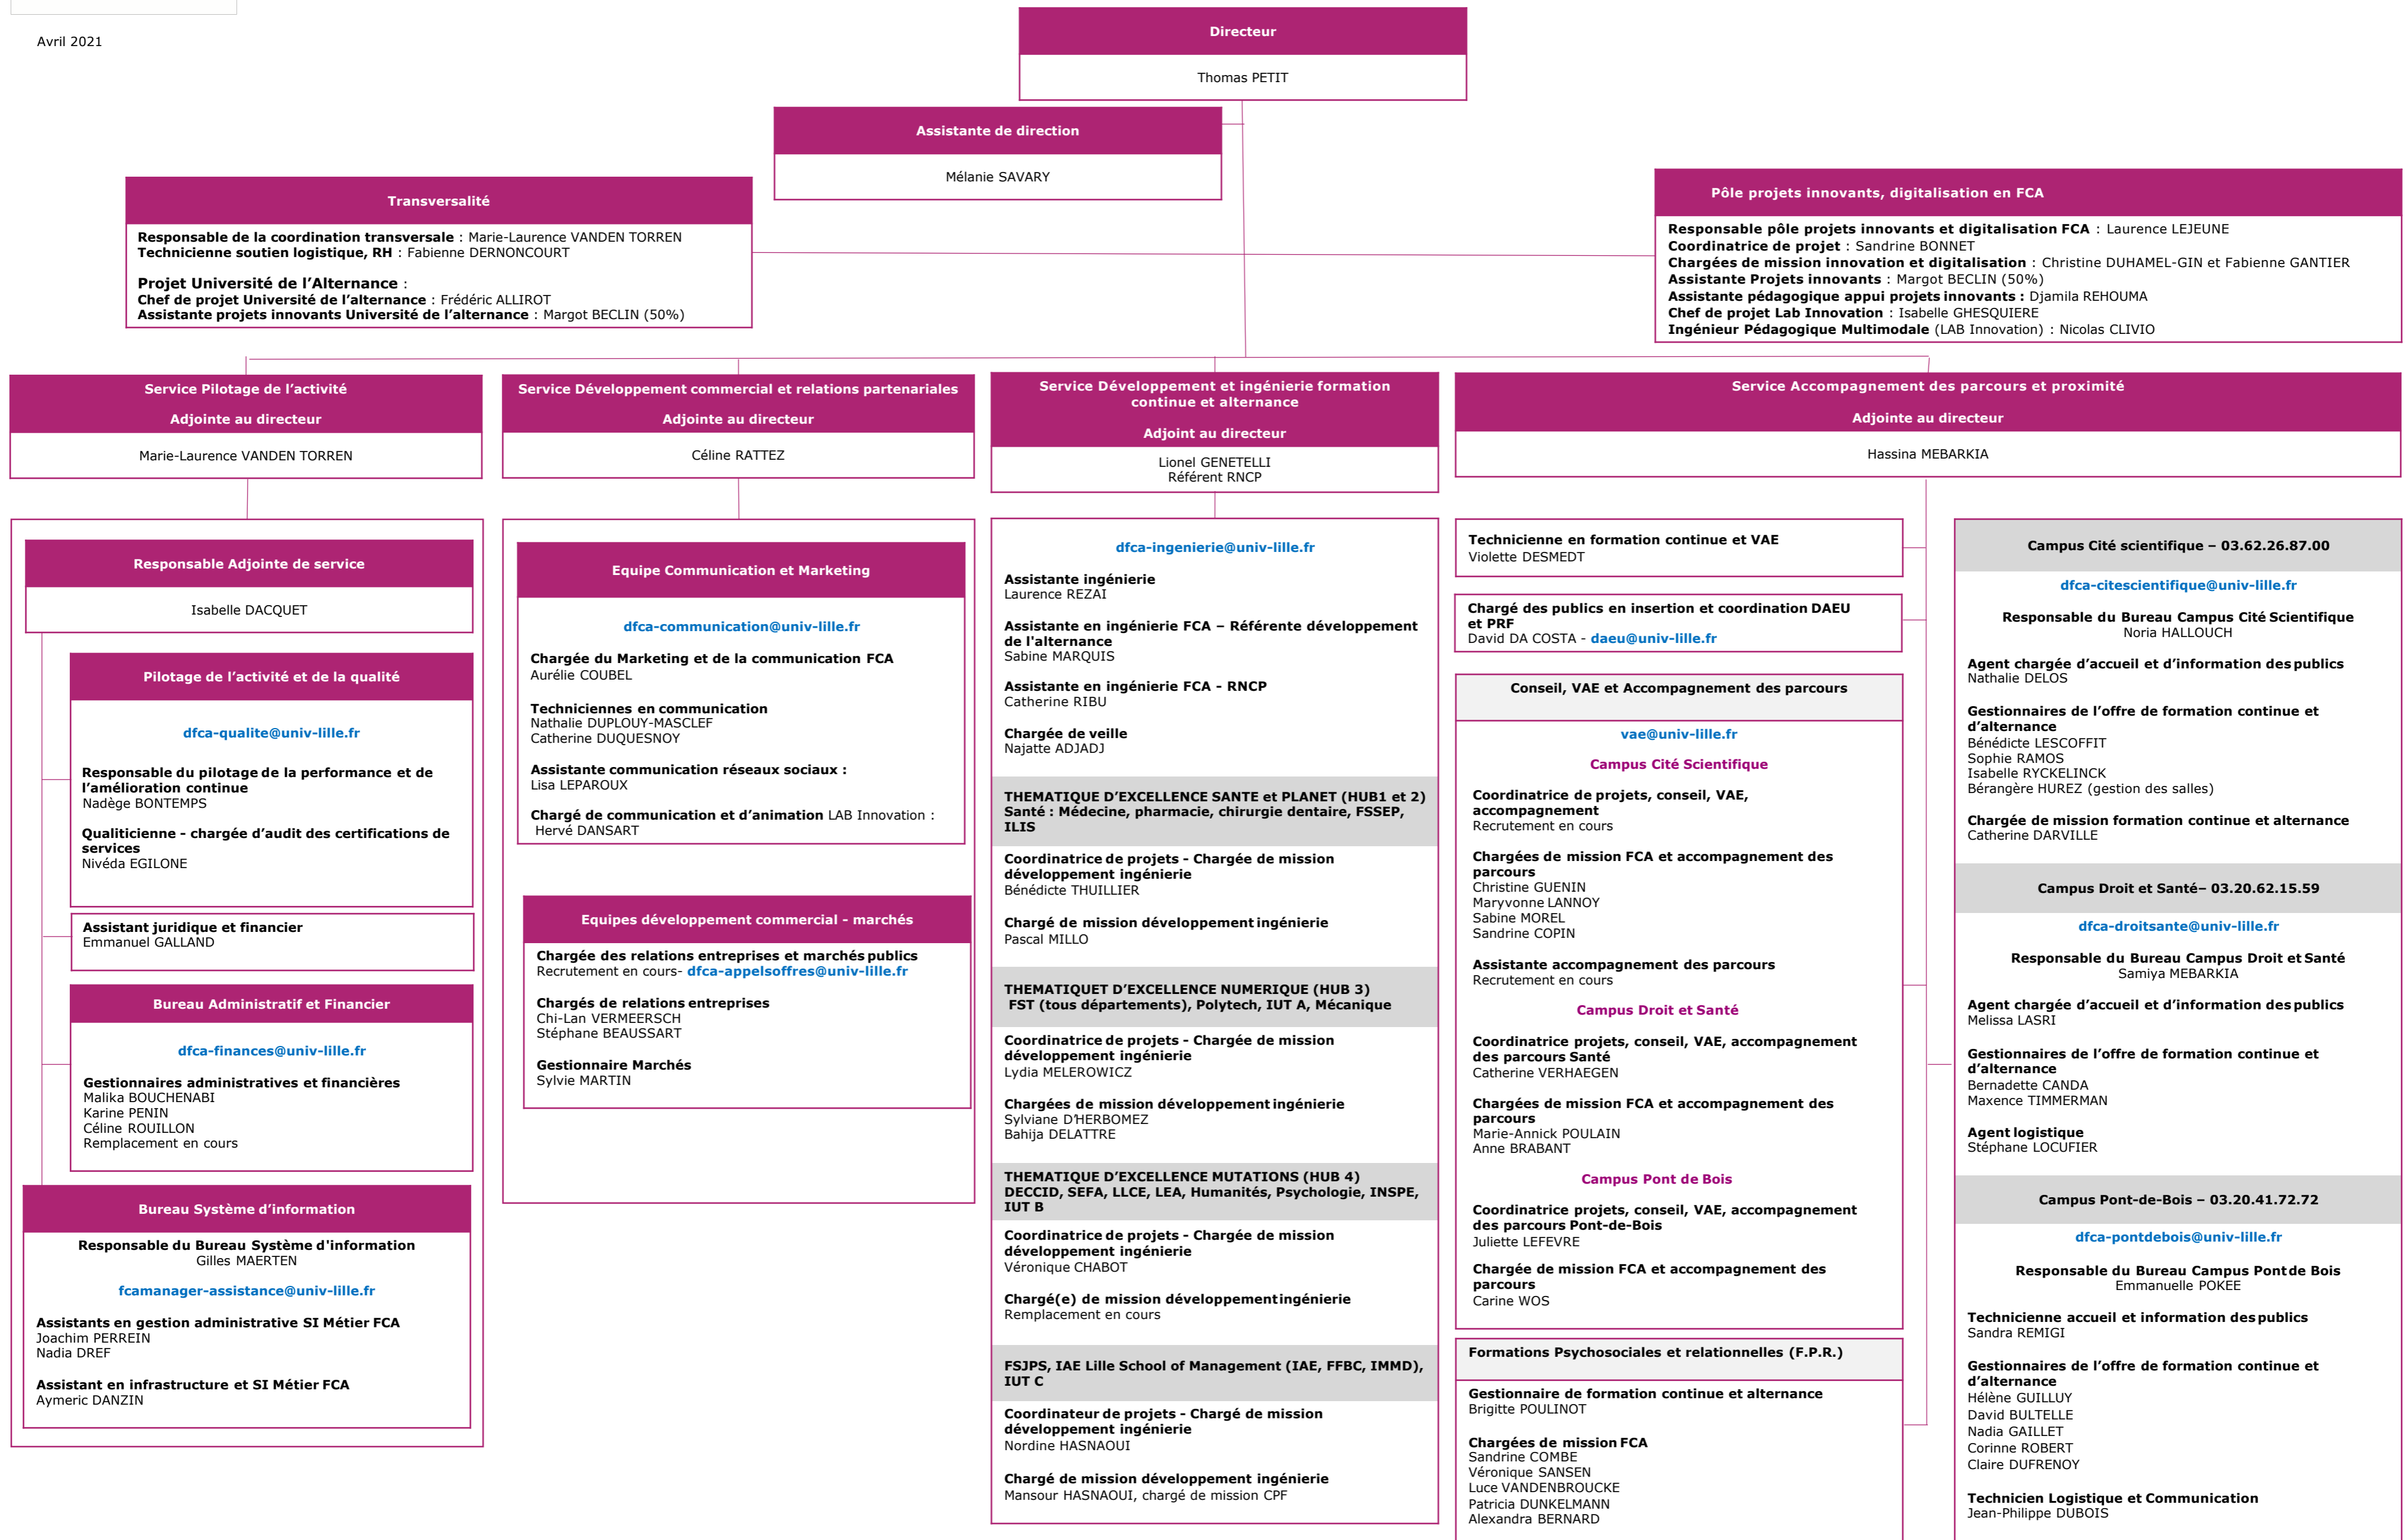 Avril 2021
Directeur
Thomas PETIT
Assistante de direction
Mélanie SAVARY
Transversalité
Responsable de la coordination transversale : Marie-Laurence VANDEN TORREN
Technicienne soutien logistique, RH : Fabienne DERNONCOURT
Projet Université de l'Alternance :
Chef de projet Université de l'alternance : Frédéric ALLIROT
Assistante projets innovants Université de l'alternance : Margot BECLIN (50%)
Pôle projets innovants, digitalisation en FCA
Responsable pôle projets innovants et digitalisation FCA : Laurence LEJEUNE
Coordinatrice de projet : Sandrine BONNET
Chargées de mission innovation et digitalisation : Christine DUHAMEL-GIN et Fabienne GANTIER
Assistante Projets innovants : Margot BECLIN (50%)
Assistante pédagogique appui projets innovants : Djamila REHOUMA
Chef de projet Lab Innovation : Isabelle GHESQUIERE
Ingénieur Pédagogique Multimodale (LAB Innovation) : Nicolas CLIVIO
Service Pilotage de l'activité
Adjointe au directeur
Marie-Laurence VANDEN TORREN
Responsable Adjointe de service
Isabelle DACQUET
Pilotage de l'activité et de la qualité
dfca-qualite@univ-lille.fr
Responsable du pilotage de la performance et de
l'amélioration continue
Nadège BONTEMPS
Qualiticienne - chargée d'audit des certifications de
services
Nivéda EGILONE
Assistant juridique et financier
Emmanuel GALLAND
Bureau Administratif et Financier
dfca-finances@univ-lille.fr
Gestionnaires administratives et financières
Malika BOUCHENABI
Karine PENIN
Céline ROUILLON
Remplacement en cours
Bureau Système d'information
Responsable du Bureau Système d'information
Gilles MAERTEN
fcamanager-assistance@univ-lille.fr
Assistants en gestion administrative SI Métier FCA
Joachim PERREIN
Nadia DREF
Assistant en infrastructure et SI Métier FCA
Aymeric DANZIN
Service Développement commercial et relations partenariales
Adjointe au directeur
Céline RATTEZ
Equipe Communication et Marketing
dfca-communication@univ-lille.fr
Chargée du Marketing et de la communication FCA
Aurélie COUBEL
Techniciennes en communication
Nathalie DUPLOUY-MASCLEF
Catherine DUQUESNOY
Assistante communication réseaux sociaux :
Lisa LEPAROUX
Chargé de communication et d'animation LAB Innovation :
Hervé DANSART
Equipes développement commercial - marchés
Chargée des relations entreprises et marchés publics
Recrutement en cours- dfca-appelsoffres@univ-lille.fr
Chargés de relations entreprises
Chi-Lan VERMEERSCH
Stéphane BEAUSSART
Gestionnaire Marchés
Sylvie MARTIN
Service Développement et ingénierie formation
continue et alternance
Adjoint au directeur
Lionel GENETELLI
Référent RNCP
dfca-ingenierie@univ-lille.fr
Assistante ingénierie
Laurence REZAI
Assistante en ingénierie FCA – Référente développement
de l'alternance
Sabine MARQUIS
Assistante en ingénierie FCA - RNCP
Catherine RIBU
Chargée de veille
Najatte ADJADJ
THEMATIQUE D'EXCELLENCE SANTE et PLANET (HUB1 et 2)
Santé : Médecine, pharmacie, chirurgie dentaire, FSSEP,
ILIS
Coordinatrice de projets - Chargée de mission
développement ingénierie
Bénédicte THUILLIER
Chargé de mission développement ingénierie
Pascal MILLO
THEMATIQUET D'EXCELLENCE NUMERIQUE (HUB 3)
FST (tous départements), Polytech, IUT A, Mécanique
Coordinatrice de projets - Chargée de mission
développement ingénierie
Lydia MELEROWICZ
Chargées de mission développement ingénierie
Sylviane D'HERBOMEZ
Bahija DELATTRE
THEMATIQUE D'EXCELLENCE MUTATIONS (HUB 4)
DECCID, SEFA, LLCE, LEA, Humanités, Psychologie, INSPE,
IUT B
Coordinatrice de projets - Chargée de mission
développement ingénierie
Véronique CHABOT
Chargé(e) de mission développement ingénierie
Remplacement en cours
FSJPS, IAE Lille School of Management (IAE, FFBC, IMMD),
IUT C
Coordinateur de projets - Chargé de mission
développement ingénierie
Nordine HASNAOUI
Chargé de mission développement ingénierie
Mansour HASNAOUI, chargé de mission CPF
Service Accompagnement des parcours et proximité
Adjointe au directeur
Hassina MEBARKIA
Technicienne en formation continue et VAE
Violette DESMEDT
Chargé des publics en insertion et coordination DAEU
et PRF
David DA COSTA - daeu@univ-lille.fr
Conseil, VAE et Accompagnement des parcours
vae@univ-lille.fr
Campus Cité Scientifique
Coordinatrice de projets, conseil, VAE,
accompagnement
Recrutement en cours
Chargées de mission FCA et accompagnement des
parcours
Christine GUENIN
Maryvonne LANNOY
Sabine MOREL
Sandrine COPIN
Assistante accompagnement des parcours
Recrutement en cours
Campus Droit et Santé
Coordinatrice projets, conseil, VAE, accompagnement
des parcours Santé
Catherine VERHAEGEN
Chargées de mission FCA et accompagnement des
parcours
Marie-Annick POULAIN
Anne BRABANT
Campus Pont de Bois
Coordinatrice projets, conseil, VAE, accompagnement
des parcours Pont-de-Bois
Juliette LEFEVRE
Chargée de mission FCA et accompagnement des
parcours
Carine WOS
Formations Psychosociales et relationnelles (F.P.R.)
Gestionnaire de formation continue et alternance
Brigitte POULINOT
Chargées de mission FCA
Sandrine COMBE
Véronique SANSEN
Luce VANDENBROUCKE
Patricia DUNKELMANN
Alexandra BERNARD
Campus Cité scientifique – 03.62.26.87.00
dfca-citescientifique@univ-lille.fr
Responsable du Bureau Campus Cité Scientifique
Noria HALLOUCH
Agent chargée d'accueil et d'information des publics
Nathalie DELOS
Gestionnaires de l'offre de formation continue et
d'alternance
Bénédicte LESCOFFIT
Sophie RAMOS
Isabelle RYCKELINCK
Bérangère HUREZ (gestion des salles)
Chargée de mission formation continue et alternance
Catherine DARVILLE
Campus Droit et Santé– 03.20.62.15.59
dfca-droitsante@univ-lille.fr
Responsable du Bureau Campus Droit et Santé
Samiya MEBARKIA
Agent chargée d'accueil et d'information des publics
Melissa LASRI
Gestionnaires de l'offre de formation continue et
d'alternance
Bernadette CANDA
Maxence TIMMERMAN
Agent logistique
Stéphane LOCUFIER
Campus Pont-de-Bois – 03.20.41.72.72
dfca-pontdebois@univ-lille.fr
Responsable du Bureau Campus Pont de Bois
Emmanuelle POKEE
Technicienne accueil et information des publics
Sandra REMIGI
Gestionnaires de l'offre de formation continue et
d'alternance
Hélène GUILLUY
David BULTELLE
Nadia GAILLET
Corinne ROBERT
Claire DUFRENOY
Technicien Logistique et Communication
Jean-Philippe DUBOIS